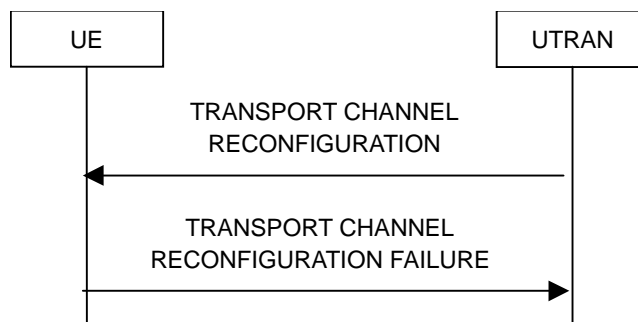 UE
UTRAN
TRANSPORT CHANNEL
RECONFIGURATION
TRANSPORT CHANNEL
RECONFIGURATION FAILURE